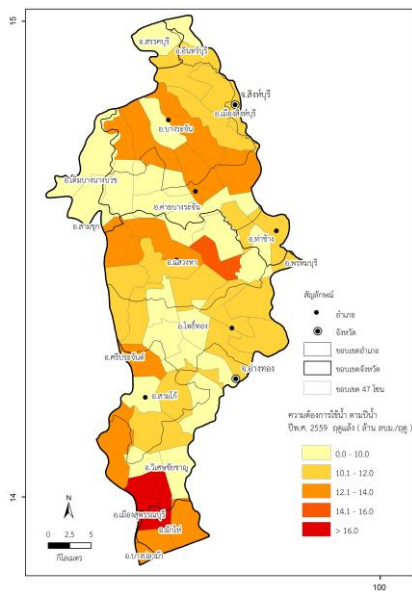 15
อ.สรรคบุรี
อ.อินทร์บุรี
จ.สิงห์บุรี
อ.เมืองสิงห์บุรี
อ.บางระจัน
อ.เดิมบางนางบวช
อ.ค่ายบางระจัน
อ.สามชุก
อ.ท่าช้าง
อ.แสวงหา
อ.พรหมบุรี
สัญลักษณ์
อำเภอ
จังหวัด
ขอบเขตอำเภอ
ขอบเขตจังหวัด
ขอบเขต 47 โซน
อ.โพธิ์ทอง
อ.ศรีประจันต์
จ.อ่างทอง
อ.สามโก้
ความต้องการใช้น้ำ ตามปีน้ำ
ปีพ.ศ. 2559 ฤดูแล้ง ( ล้าน ลบม./ฤดู )
0.0 - 10.0
10.1 - 12.0
12.1 - 14.0
14.1 - 16.0
> 16.0
อ.วิเศษชัยชาญ
14
N
อ.เมืองสุพรรณบุรี
อ.ผักไห่
0 2.5 5
กิโลเมตร
อ.บางปลาม้า
100